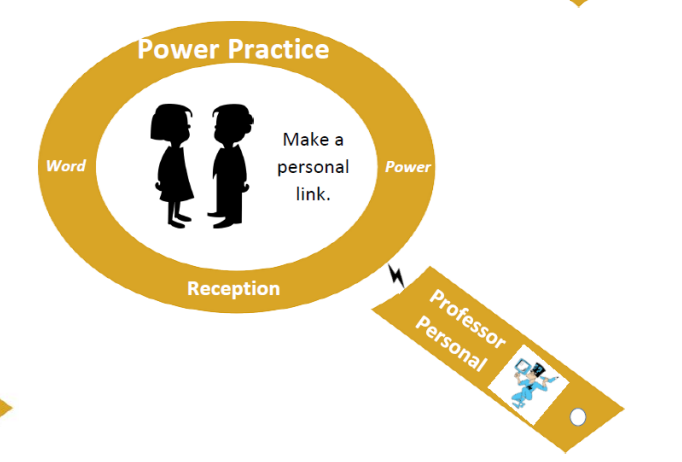 Power Practice
Word
Make a
personal
link.
Power
Reception
Professor
Personal